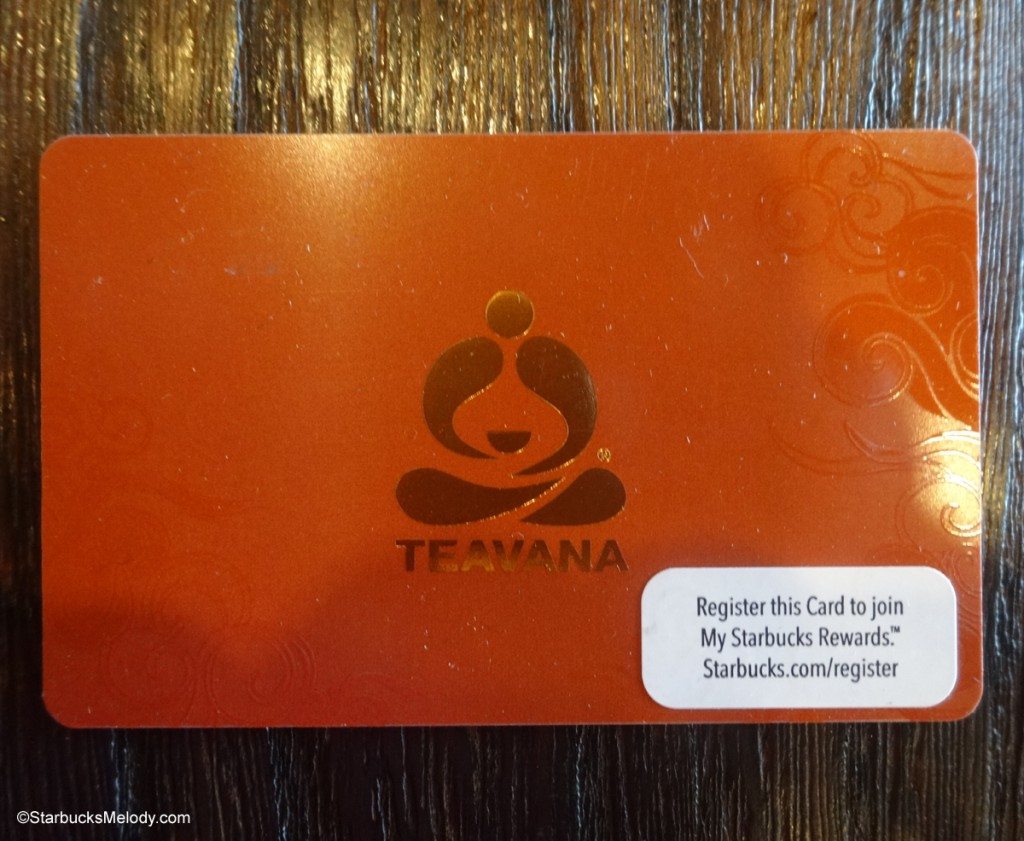 ®
TEAVANA
Register this Card to join
My Starbucks Rewards.™
Starbucks.com/register
©StarbucksMelody.com